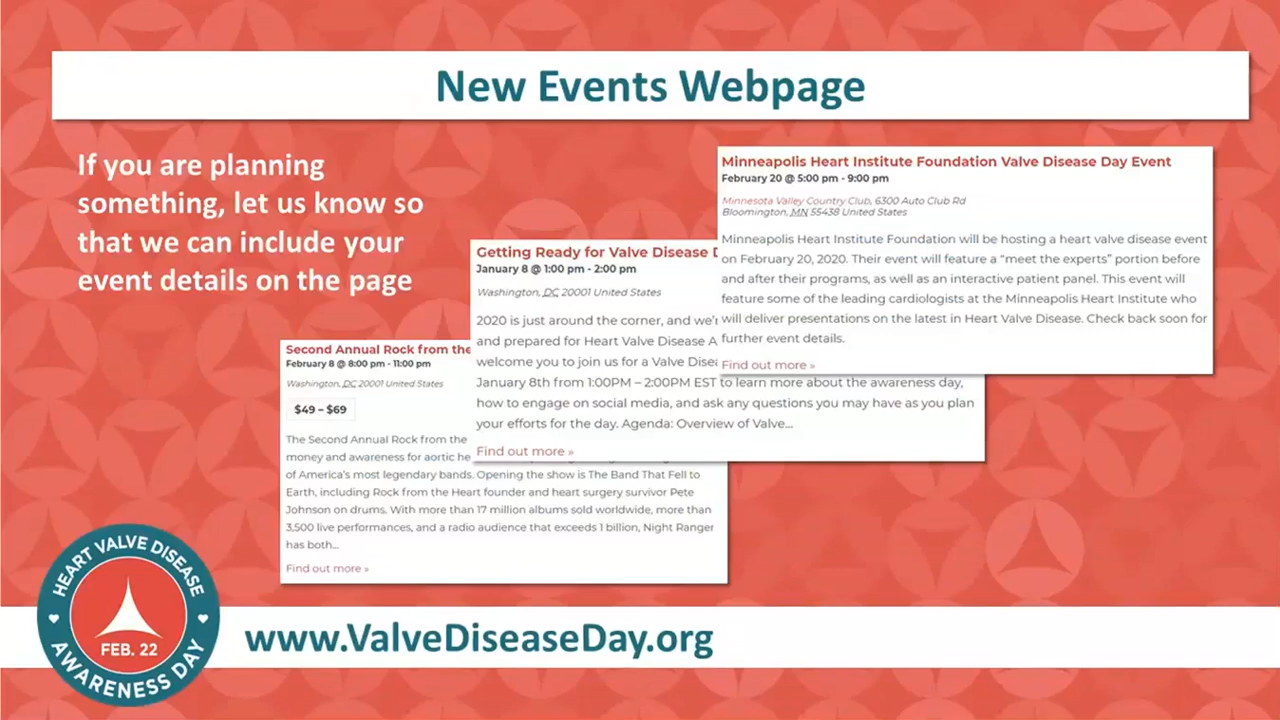 New Events Webpage
If you are planning
something, let us know so
that we can include your
event details on the page
Minneapolis Heart Institute Foundation Valve Disease Day Event
February 20 @ 5:00 pm - 9:00 pm
Minnesota Valley Country Club, 6300 Auto Club Rd
Bloomington, MN 55438 United States
Minneapolis Heart Institute Foundation will be hosting a heart valve disease event
on February 20, 2020. Their event will feature a “meet the experts” portion before
and after their programs, as well as an interactive patient panel. This event will
feature some of the leading cardiologists at the Minneapolis Heart Institute who
will deliver presentations on the latest in Heart Valve Disease. Check back soon for
further event details.
Find out more »
Getting Ready for Valve Disease
January 8 @ 1:00 pm - 2:00 pm
Washington, DC 20001 United States
2020 is just around the corner, and
and prepared for Heart Valve Disease
welcome you to join us for a Valve
January 8th from 1:00PM – 2:00PM EST to learn more about the awareness day,
how to engage on social media, and ask any questions you may have as you plan
your efforts for the day. Agenda: Overview of Valve...
Find out more »
Second Annual Rock from the
February 8 @ 8:00 pm - 11:00 pm
Washington, DC 20001 United States
$49 – $69
The Second Annual Rock from the
money and awareness for aortic
of America’s most legendary bands. Opening the show is The Band That Fell to
Earth, including Rock from the Heart founder and heart surgery survivor Pete
Johnson on drums. With more than 17 million albums sold worldwide, more than
3,500 live performances, and a radio audience that exceeds 1 billion, Night Ranger
has both...
Find out more »
HEART VALVE DISEASE
FEB. 22
AWARENESS DAY
www.ValveDiseaseDay.org